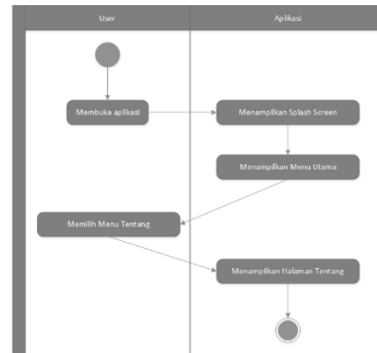 User
Aplikasi
Membuka aplikasi
Menampilkan Splash Screen
Menampilkan Menu Utama
Memilih Menu Tentang
Menampilkan Halaman Tentang